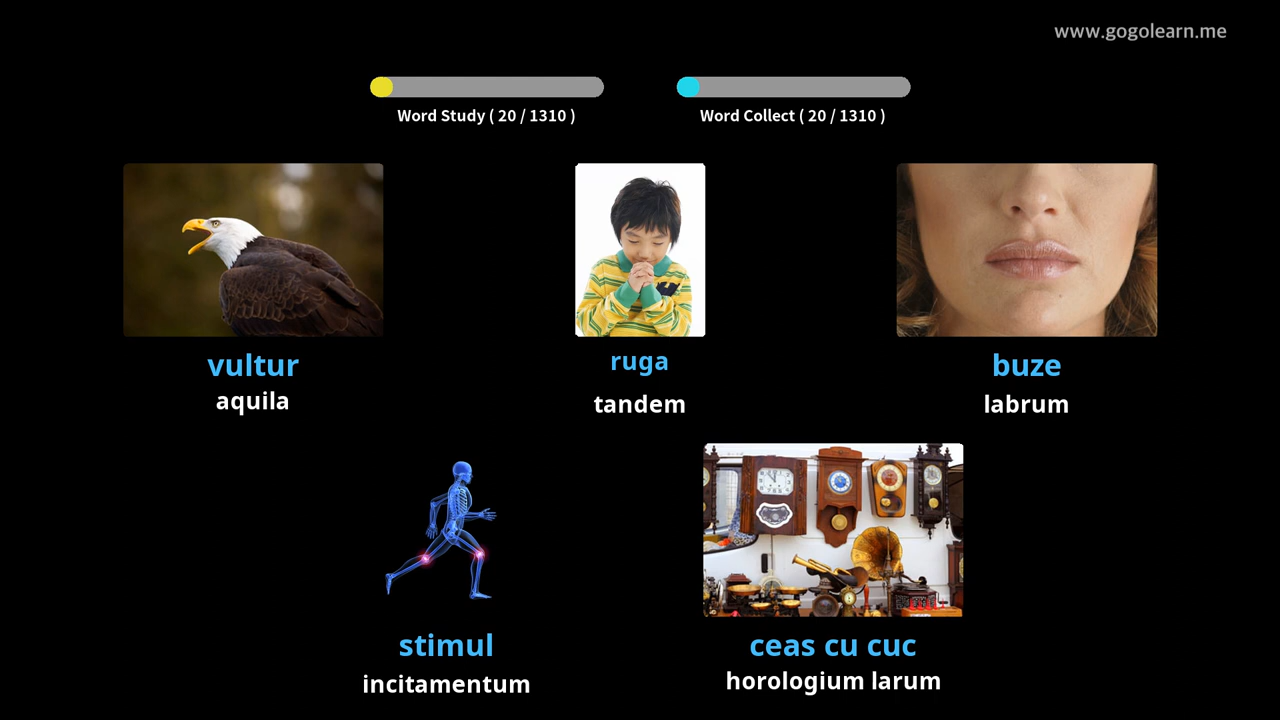 www.gogolearn.me
Word Study ( 20 / 1310 )
Word Collect ( 20 / 1310 )
vultur
aquila
ruga
tandem
buze
labrum
stimul
incitamentum
ceas cu cuc
horologium larum